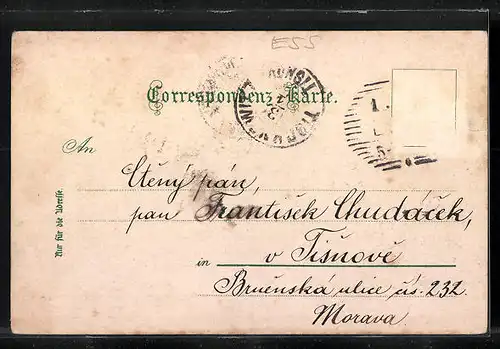 ESS
Correspondenz-Karte.
An
Nur für die Adresse.
Ctěný pán,
pan František Chudáček,
in v Tišnově
Brněnská ulice čís. 232.
Morava.